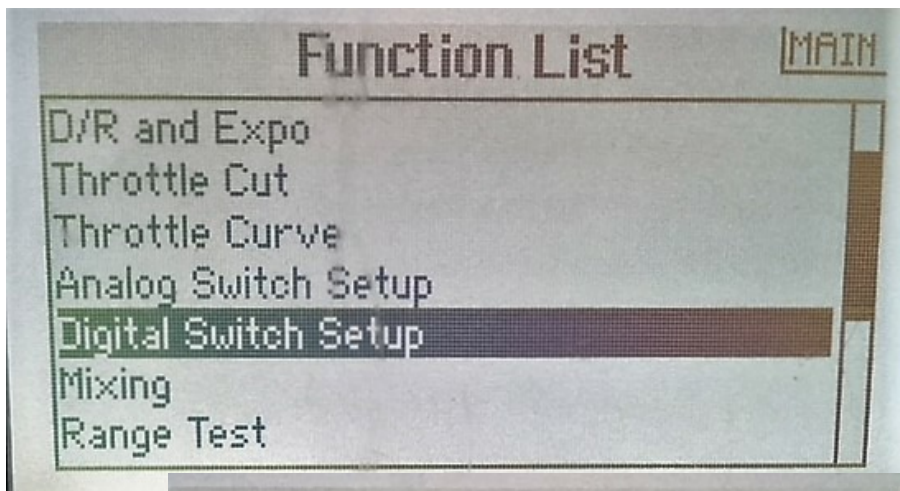 Function List
MAIN
D/R and Expo
Throttle Cut
Throttle Curve
Analog Switch Setup
Digital Switch Setup
Mixing
Range Test